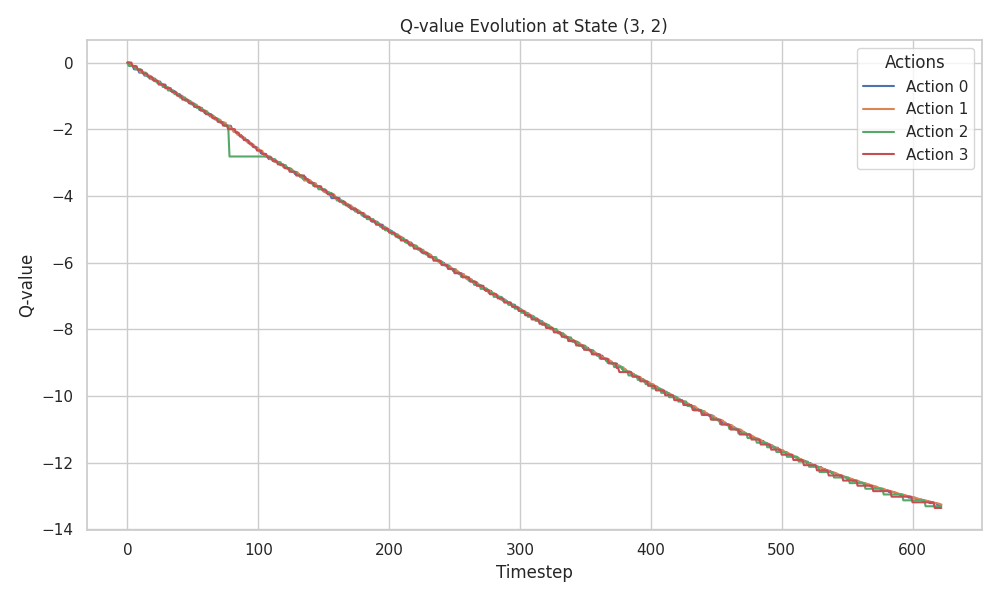 Q-value Evolution at State (3, 2)
Actions
Action 0
Action 1
Action 2
Action 3
Q-value
0
−2
−4
−6
−8
−10
−12
−14
0 100 200 300 400 500 600
Timestep